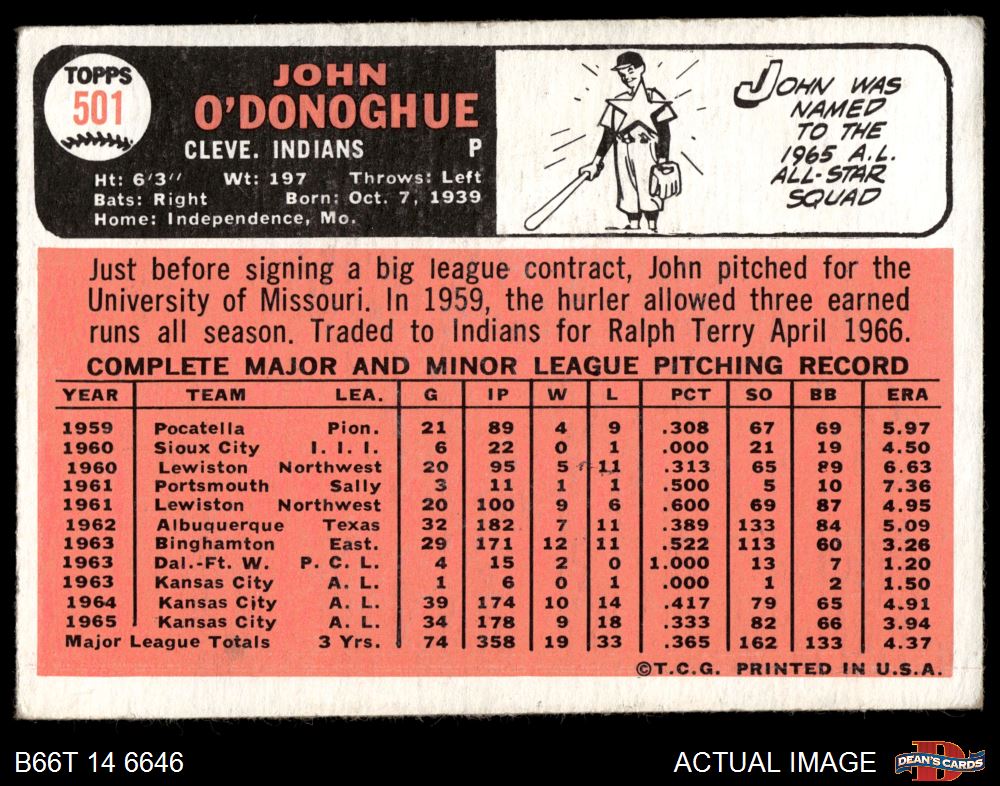 TOPPS
501
JOHN
O'DONOGHUE
CLEVE. INDIANS P
Ht: 6'3" Wt: 197 Throws: Left
Bats: Right Born: Oct. 7, 1939
Home: Independence, Mo.
JOHN WAS
NAMED
TO THE
1965 A.L.
ALL-STAR
SQUAD
Just before signing a big league contract, John pitched for the
University of Missouri. In 1959, the hurler allowed three earned
runs all season. Traded to Indians for Ralph Terry April 1966.
COMPLETE MAJOR AND MINOR LEAGUE PITCHING RECORD
YEAR TEAM LEA. G IP W L PCT SO BB ERA
1959 Pocatella Pion. 21 89 4 9 .308 67 69 5.97
1960 Sioux City I. I. I. 6 22 0 1 .000 21 19 4.50
1960 Lewiston Northwest 20 95 5 11 .313 65 89 6.63
1961 Portsmouth Sally 3 11 1 1 .500 5 10 7.36
1961 Lewiston Northwest 20 100 9 6 .600 69 87 4.95
1962 Albuquerque Texas 32 182 7 11 .389 133 84 5.09
1963 Binghamton East. 29 171 12 11 .522 113 60 3.26
1963 Dal.-Ft. W. P. C. L. 4 15 2 0 1.000 13 7 1.20
1963 Kansas City A. L. 1 6 0 1 .000 1 2 1.50
1964 Kansas City A. L. 39 174 10 14 .417 79 65 4.91
1965 Kansas City A. L. 34 178 9 18 .333 82 66 3.94
Major League Totals 3 Yrs. 74 358 19 33 .365 162 133 4.37
©T.C.G. PRINTED IN U.S.A.
B66T 14 6646 ACTUAL IMAGE DEAN'S CARDS